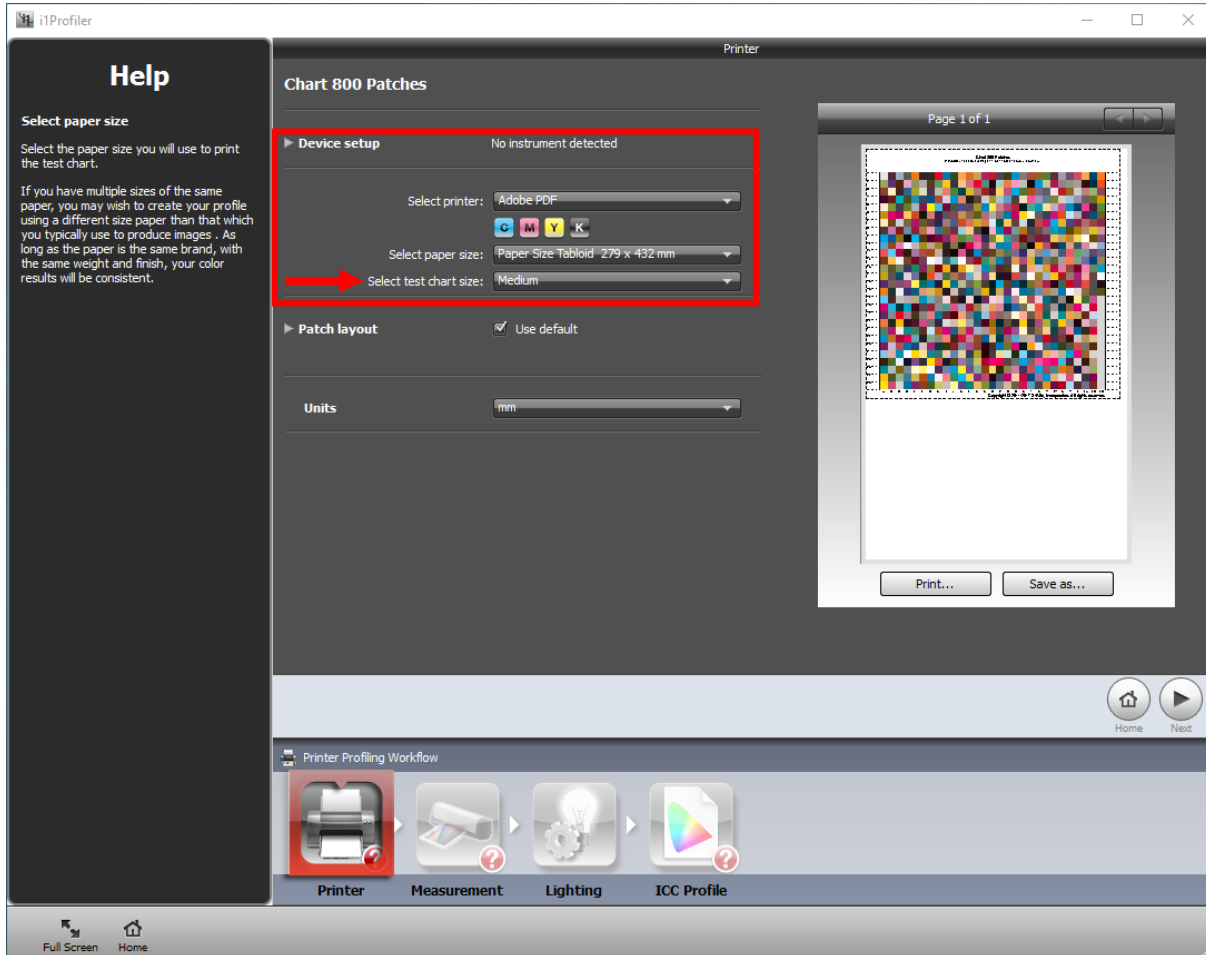 i1Profiler
Help
Select paper size
Select the paper size you will use to print
the test chart.
If you have multiple sizes of the same
paper, you may wish to create your profile
using a different size paper than that which
you typically use to produce images . As
long as the paper is the same brand, with
the same weight and finish, your color
results will be consistent.
Printer
Chart 800 Patches
Device setup No instrument detected
Select printer: Adobe PDF
C M Y K
Select paper size: Paper Size Tabloid 279 x 432 mm
Select test chart size: Medium
Patch layout Use default
Units mm
Page 1 of 1
Chart 800 Patches
Print... Save as...
Home Next
Printer Profiling Workflow
? ? ?
Printer Measurement Lighting ICC Profile
Full Screen Home